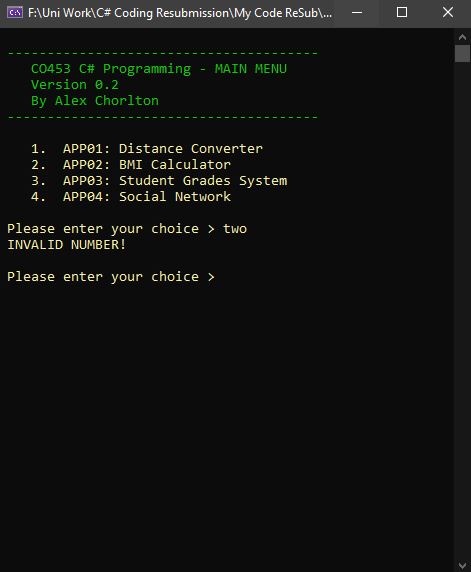 F:\Uni Work\C# Coding Resubmission\My Code ReSub\...
---------------------------------------
CO453 C# Programming - MAIN MENU
Version 0.2
By Alex Chorlton
---------------------------------------
1. APP01: Distance Converter
2. APP02: BMI Calculator
3. APP03: Student Grades System
4. APP04: Social Network
Please enter your choice > two
INVALID NUMBER!
Please enter your choice >